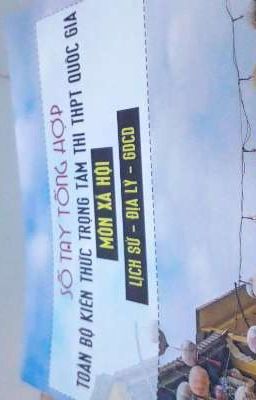 SỔ TAY TỔNG HỢP
TOÀN BỘ KIẾN THỨC TRỌNG TÂM THI THPT QUỐC GIA
MÔN XÃ HỘI
LỊCH SỬ - ĐỊA LÝ - GDCD